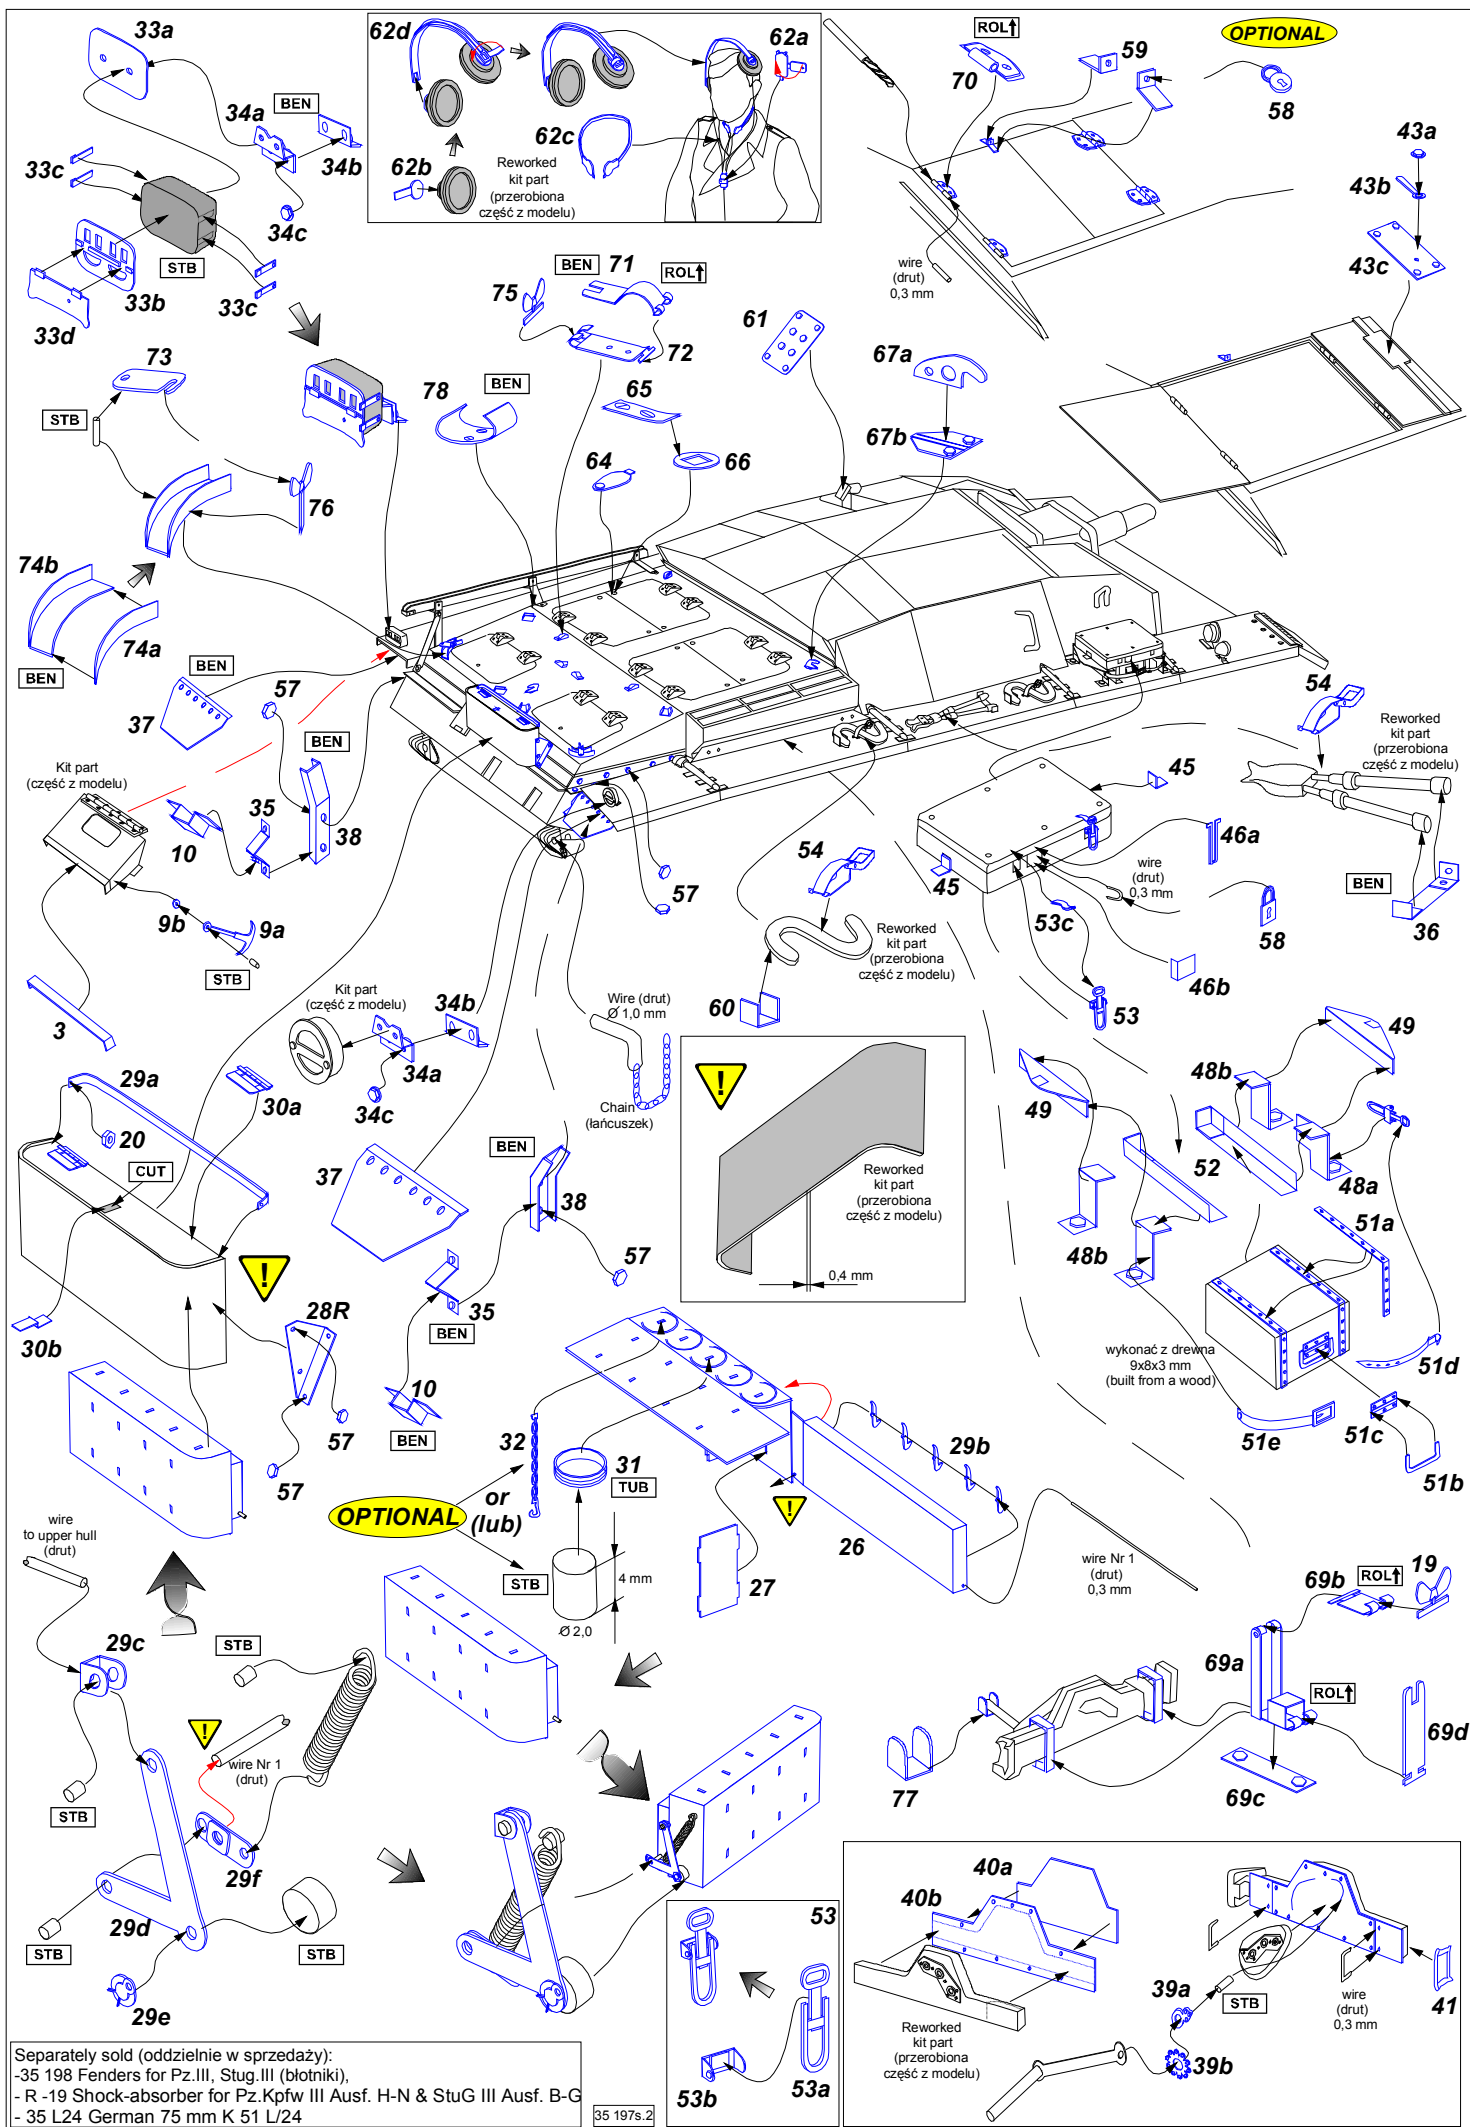 33a
34a
BEN
34b
33c
34c
STB
33b
33c
33d
62d
62a
62c
62b
Reworked
kit part
(przerobiona
część z modelu)
ROL↑
70
59
OPTIONAL
58
43a
43b
43c
wire
(drut)
0,3 mm
73
STB
76
74b
74a
BEN
75
BEN
71
ROL↑
72
78
BEN
65
64
66
61
67a
67b
BEN
37
57
BEN
Kit part
(część z modelu)
35
10
38
9b
9a
STB
3
57
54
Reworked
kit part
(przerobiona
część z modelu)
45
46a
45
wire
(drut)
0,3 mm
53c
58
46b
53
BEN
36
54
Reworked
kit part
(przerobiona
część z modelu)
60
Kit part
(część z modelu)
34b
34a
34c
Wire (drut)
Ø 1,0 mm
Chain
(łańcuszek)
29a
30a
20
CUT
30b
!
28R
57
57
37
BEN
38
57
35
BEN
10
BEN
!
Reworked
kit part
(przerobiona
część z modelu)
0,4 mm
49
48b
49
52
48a
48b
51a
wykonać z drewna
9x8x3 mm
(built from a wood)
51d
51e
51c
51b
32
31
TUB
OPTIONAL
or
(lub)
STB
4 mm
Ø 2,0
27
!
26
29b
wire Nr 1
(drut)
0,3 mm
wire
to upper hull
(drut)
29c
STB
STB
!
wire Nr 1
(drut)
29f
29d
STB
STB
29e
69b
ROL↑
19
69a
ROL↑
69d
77
69c
53
53b
53a
40a
40b
Reworked
kit part
(przerobiona
część z modelu)
39a
STB
39b
wire
(drut)
0,3 mm
41
Separately sold (oddzielnie w sprzedaży):
-35 198 Fenders for Pz.III, Stug.III (błotniki),
- R -19 Shock-absorber for Pz.Kpfw III Ausf. H-N & StuG III Ausf. B-G
- 35 L24 German 75 mm K 51 L/24
35 197s.2